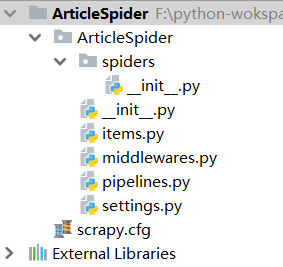 ArticleSpider F:\python-wokspa
ArticleSpider
spiders
__init__.py
__init__.py
items.py
middlewares.py
pipelines.py
settings.py
scrapy.cfg
External Libraries